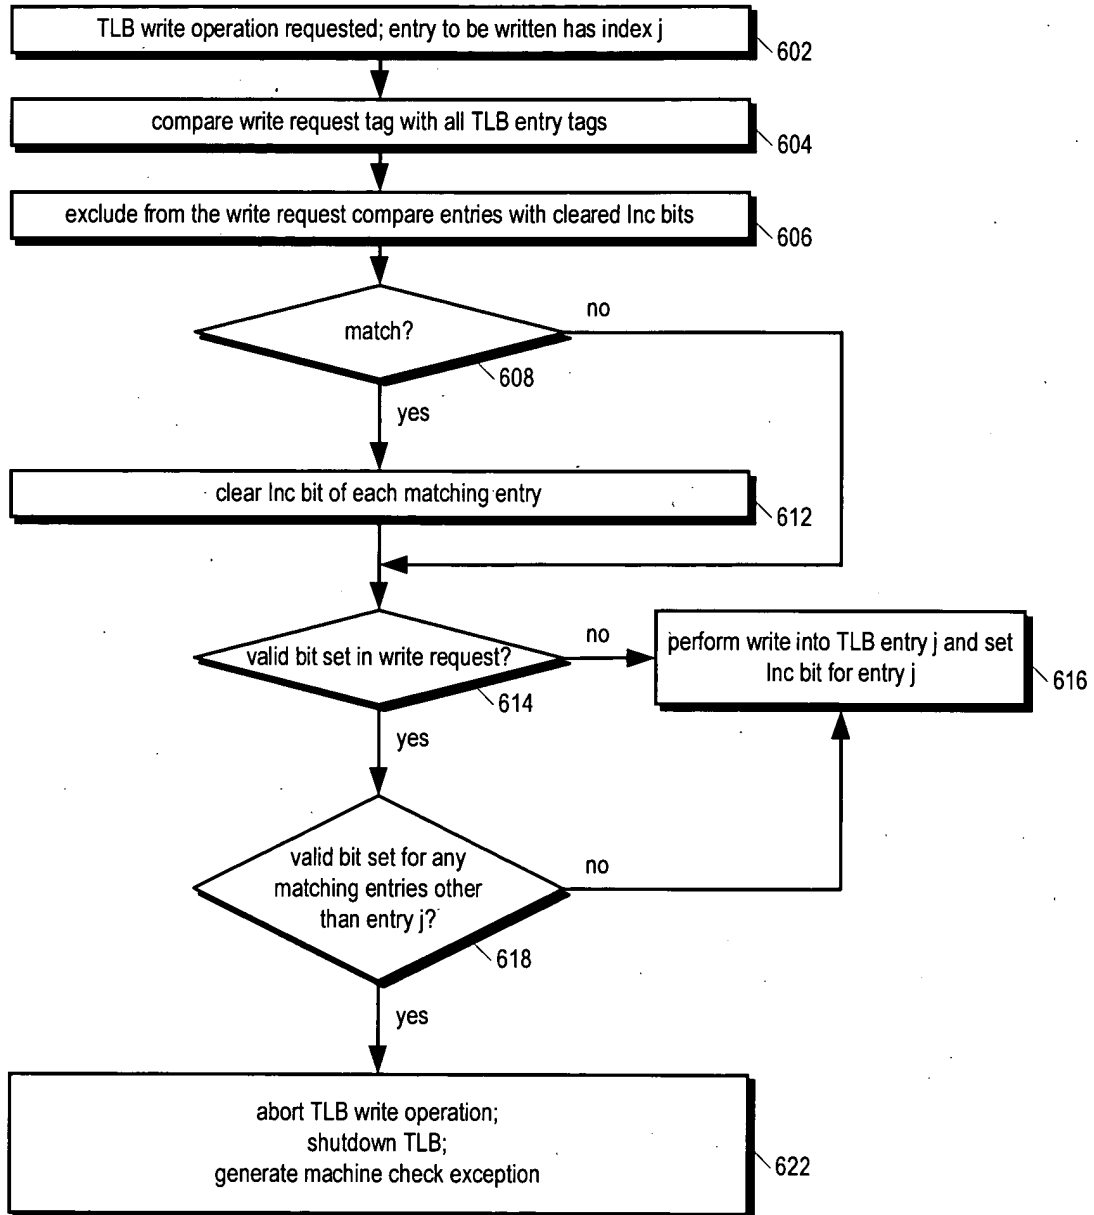 TLB write operation requested; entry to be written has index j
602
compare write request tag with all TLB entry tags
604
exclude from the write request compare entries with cleared Inc bits
606
match?
no
608
yes
clear Inc bit of each matching entry
612
valid bit set in write request?
no
614
perform write into TLB entry j and set
Inc bit for entry j
616
yes
valid bit set for any
matching entries other
than entry j?
no
618
yes
abort TLB write operation;
shutdown TLB;
generate machine check exception
622